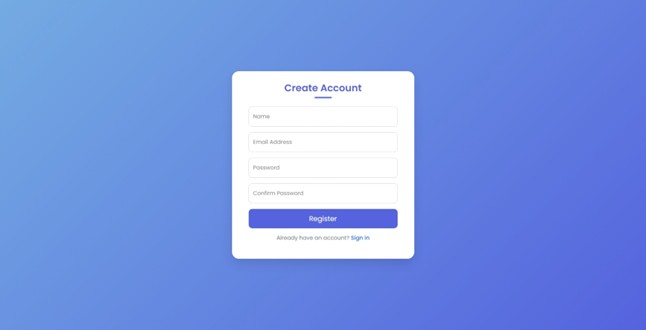 Create Account
Name
Email Address
Password
Confirm Password
Register
Already have an account? Sign in